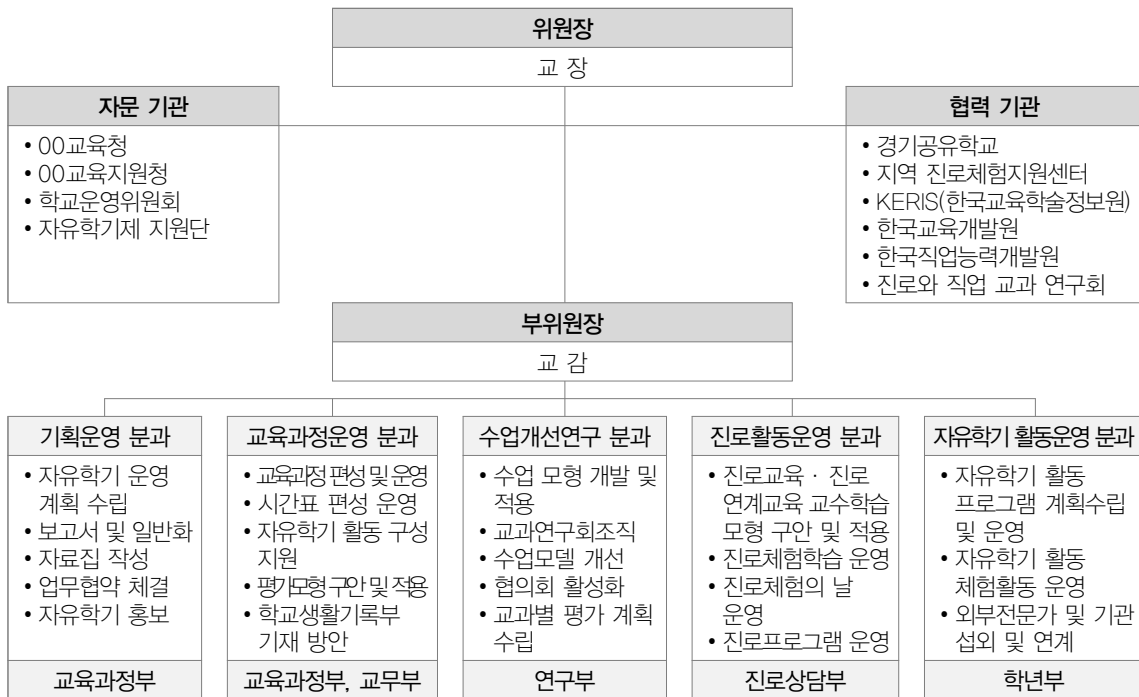 위원장
교 장
자문 기관
• 00교육청
• 00교육지원청
• 학교운영위원회
• 자유학기제 지원단
협력 기관
• 경기공유학교
• 지역 진로체험지원센터
• KERIS(한국교육학술정보원)
• 한국교육개발원
• 한국직업능력개발원
• 진로와 직업 교과 연구회
부위원장
교 감
기획운영 분과
• 자유학기 운영
계획 수립
• 보고서 및 일반화
• 자료집 작성
• 업무협약 체결
• 자유학기 홍보
교육과정부
교육과정운영 분과
• 교육과정 편성 및 운영
• 시간표 편성 운영
• 자유학기 활동 구성
지원
• 평가모형 구안 및 적용
• 학교생활기록부
기재 방안
교육과정부, 교무부
수업개선연구 분과
• 수업 모형 개발 및
적용
• 교과연구회조직
• 수업모델 개선
• 협의회 활성화
• 교과별 평가 계획
수립
연구부
진로활동운영 분과
• 진로교육 · 진로
연계교육 교수학습
모형 구안 및 적용
• 진로체험학습 운영
• 진로체험의 날
운영
• 진로프로그램 운영
진로상담부
자유학기 활동운영 분과
• 자유학기 활동
프로그램 계획수립
및 운영
• 자유학기 활동
체험활동 운영
• 외부전문가 및 기관
섭외 및 연계
학년부